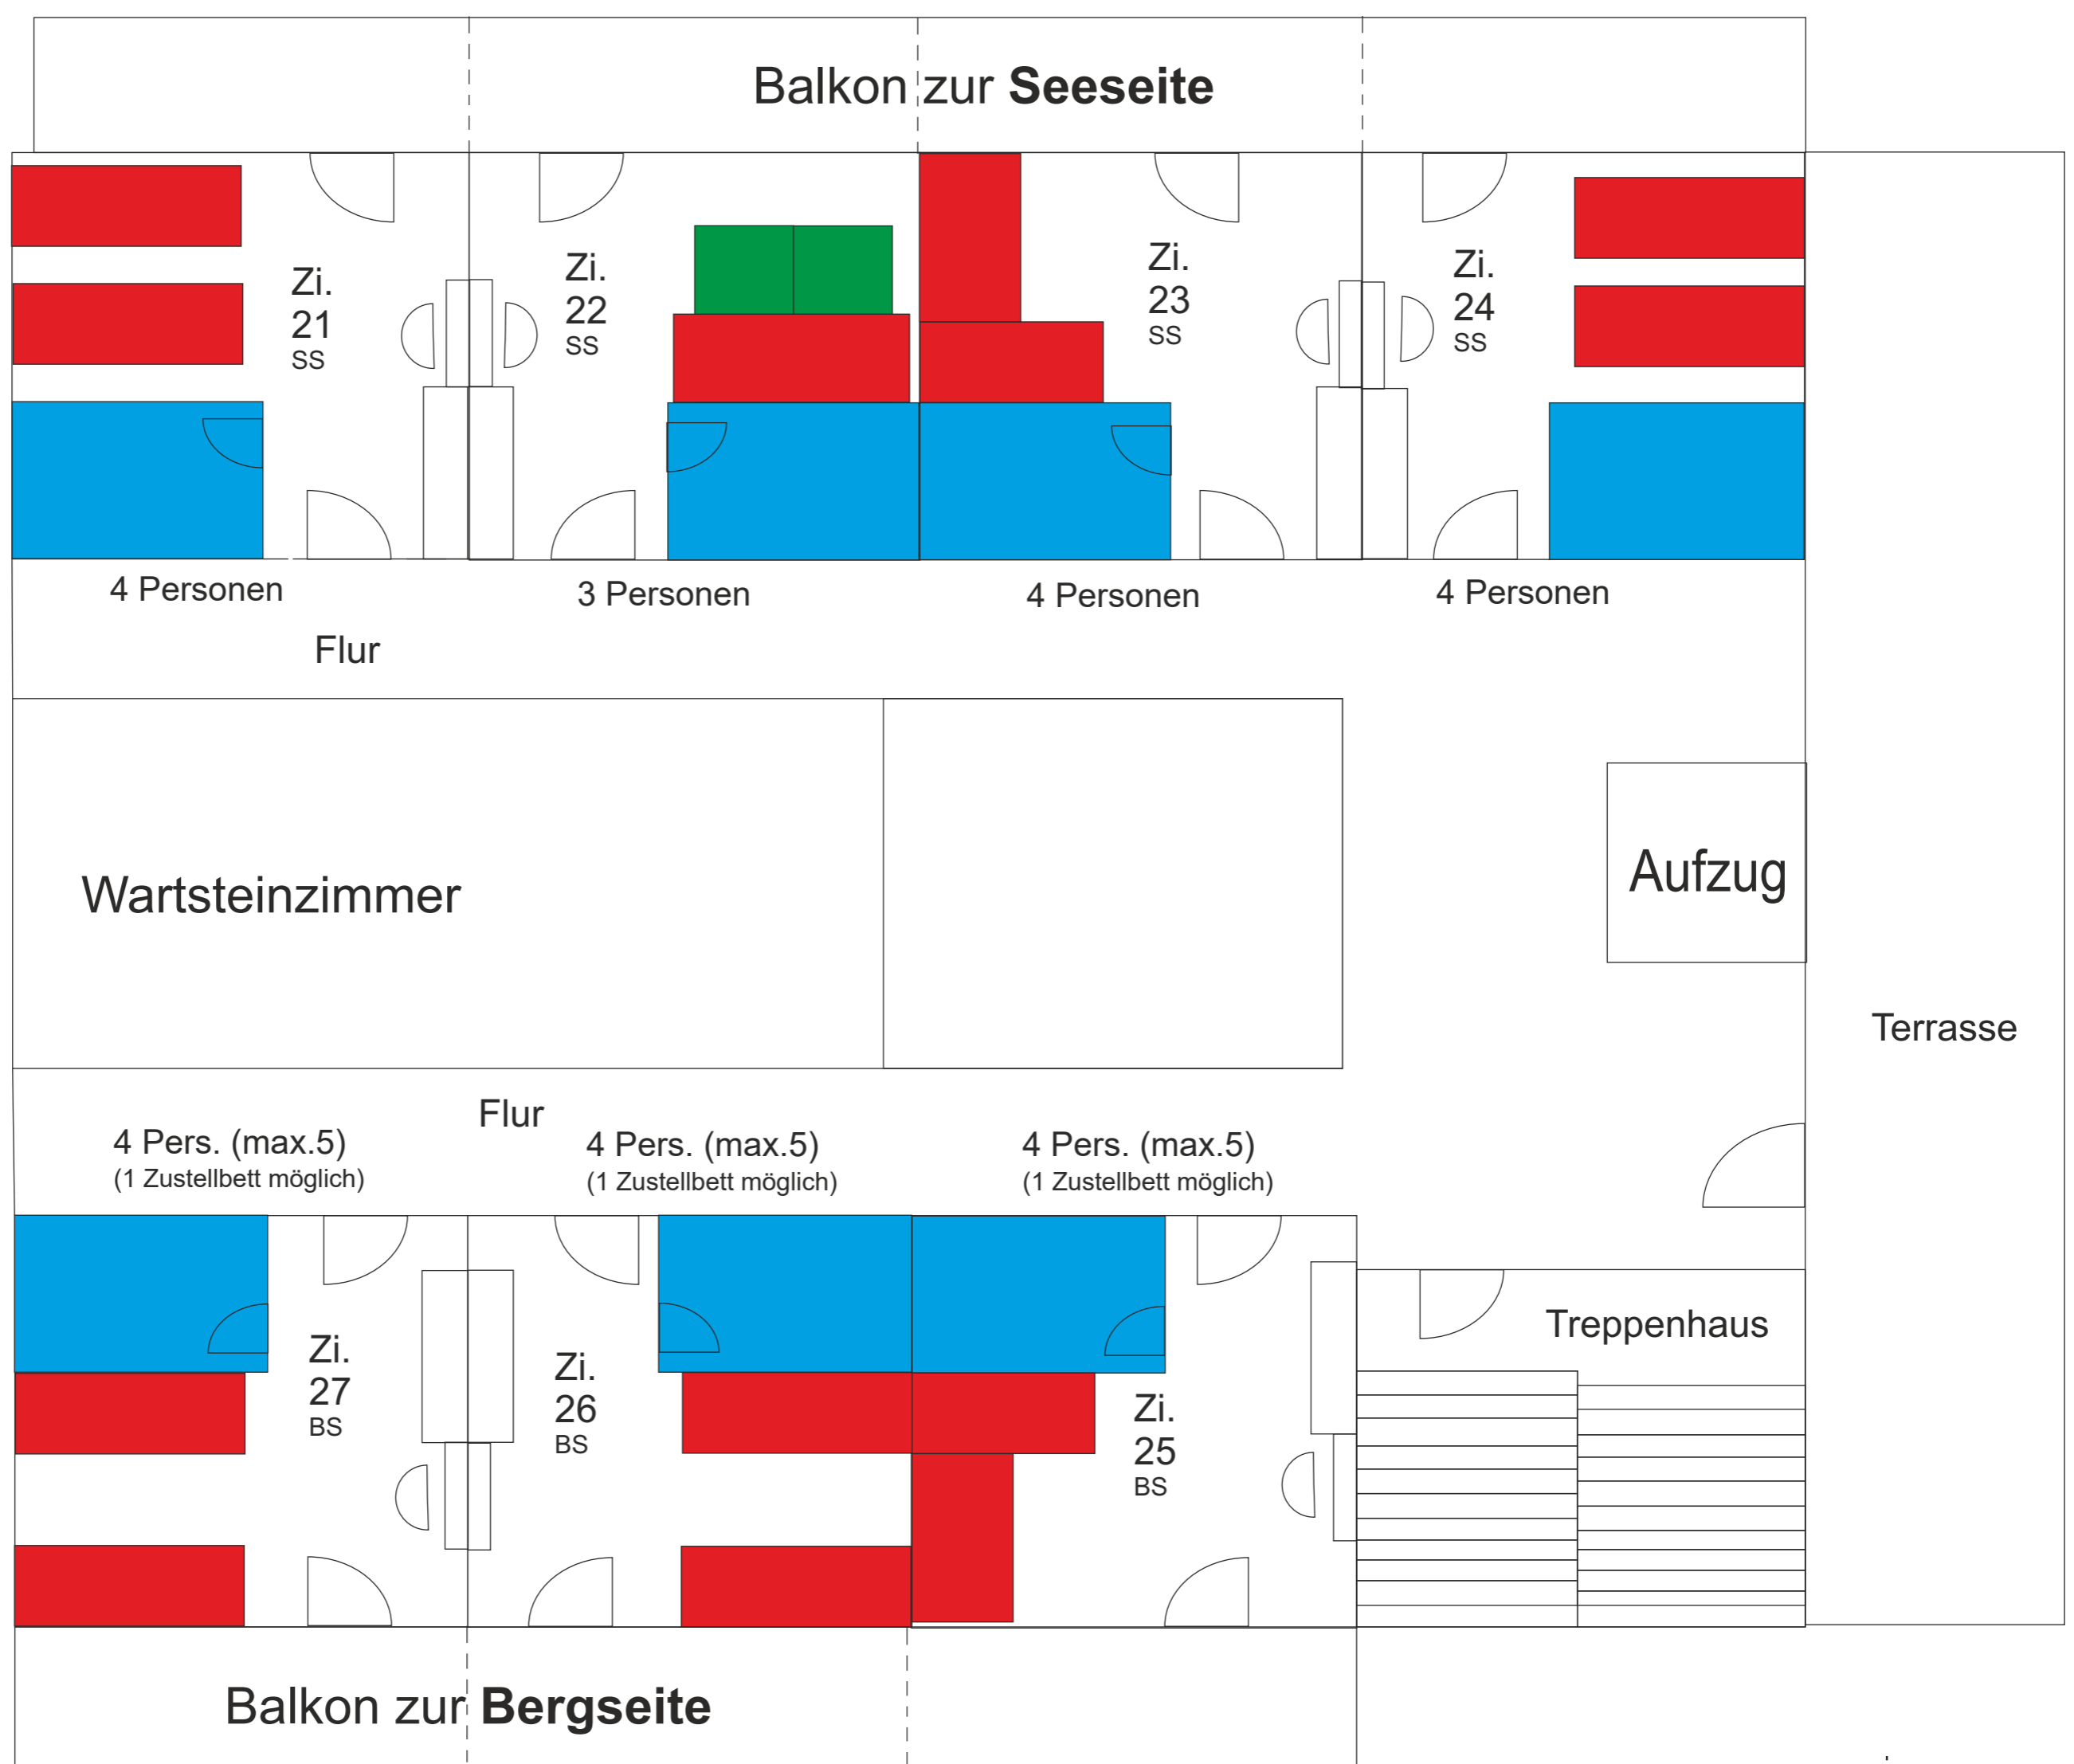 Balkon zur Seeseite
Zi.
21
SS
Zi.
22
SS
Zi.
23
SS
Zi.
24
SS
4 Personen
3 Personen
4 Personen
4 Personen
Flur
Wartsteinzimmer
Aufzug
Terrasse
Flur
4 Pers. (max.5)
(1 Zustellbett möglich)
4 Pers. (max.5)
(1 Zustellbett möglich)
4 Pers. (max.5)
(1 Zustellbett möglich)
Zi.
27
BS
Zi.
26
BS
Zi.
25
BS
Treppenhaus
Balkon zur Bergseite